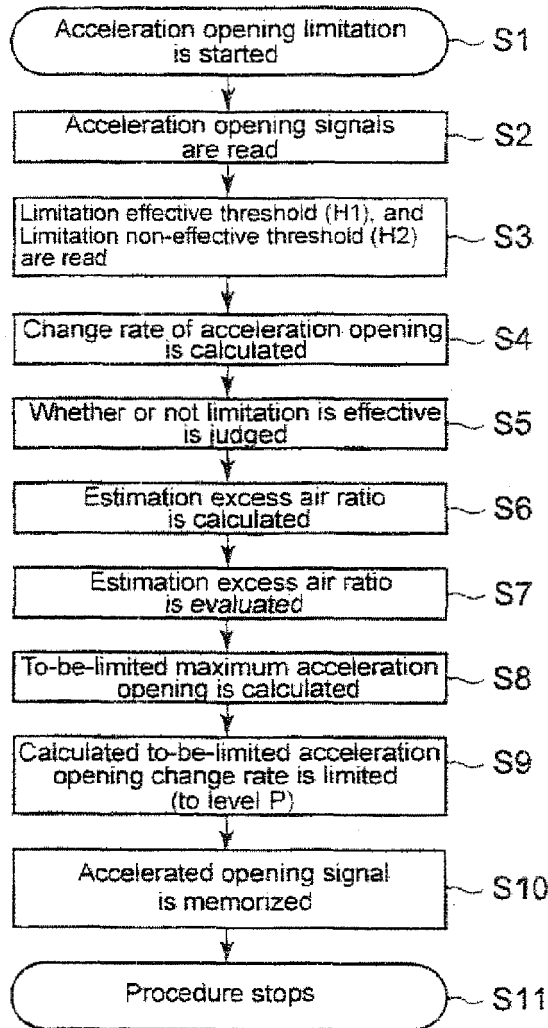 Acceleration opening limitation
is started
S1
Acceleration opening signals
are read
S2
Limitation effective threshold (H1), and
Limitation non-effective threshold (H2)
are read
S3
Change rate of acceleration opening
is calculated
S4
Whether or not limitation is effective
is judged
S5
Estimation excess air ratio
is calculated
S6
Estimation excess air ratio
is evaluated
S7
To-be-limited maximum acceleration
opening is calculated
S8
Calculated to-be-limited acceleration
opening change rate is limited
(to level P)
S9
Accelerated opening signal
is memorized
S10
Procedure stops
S11